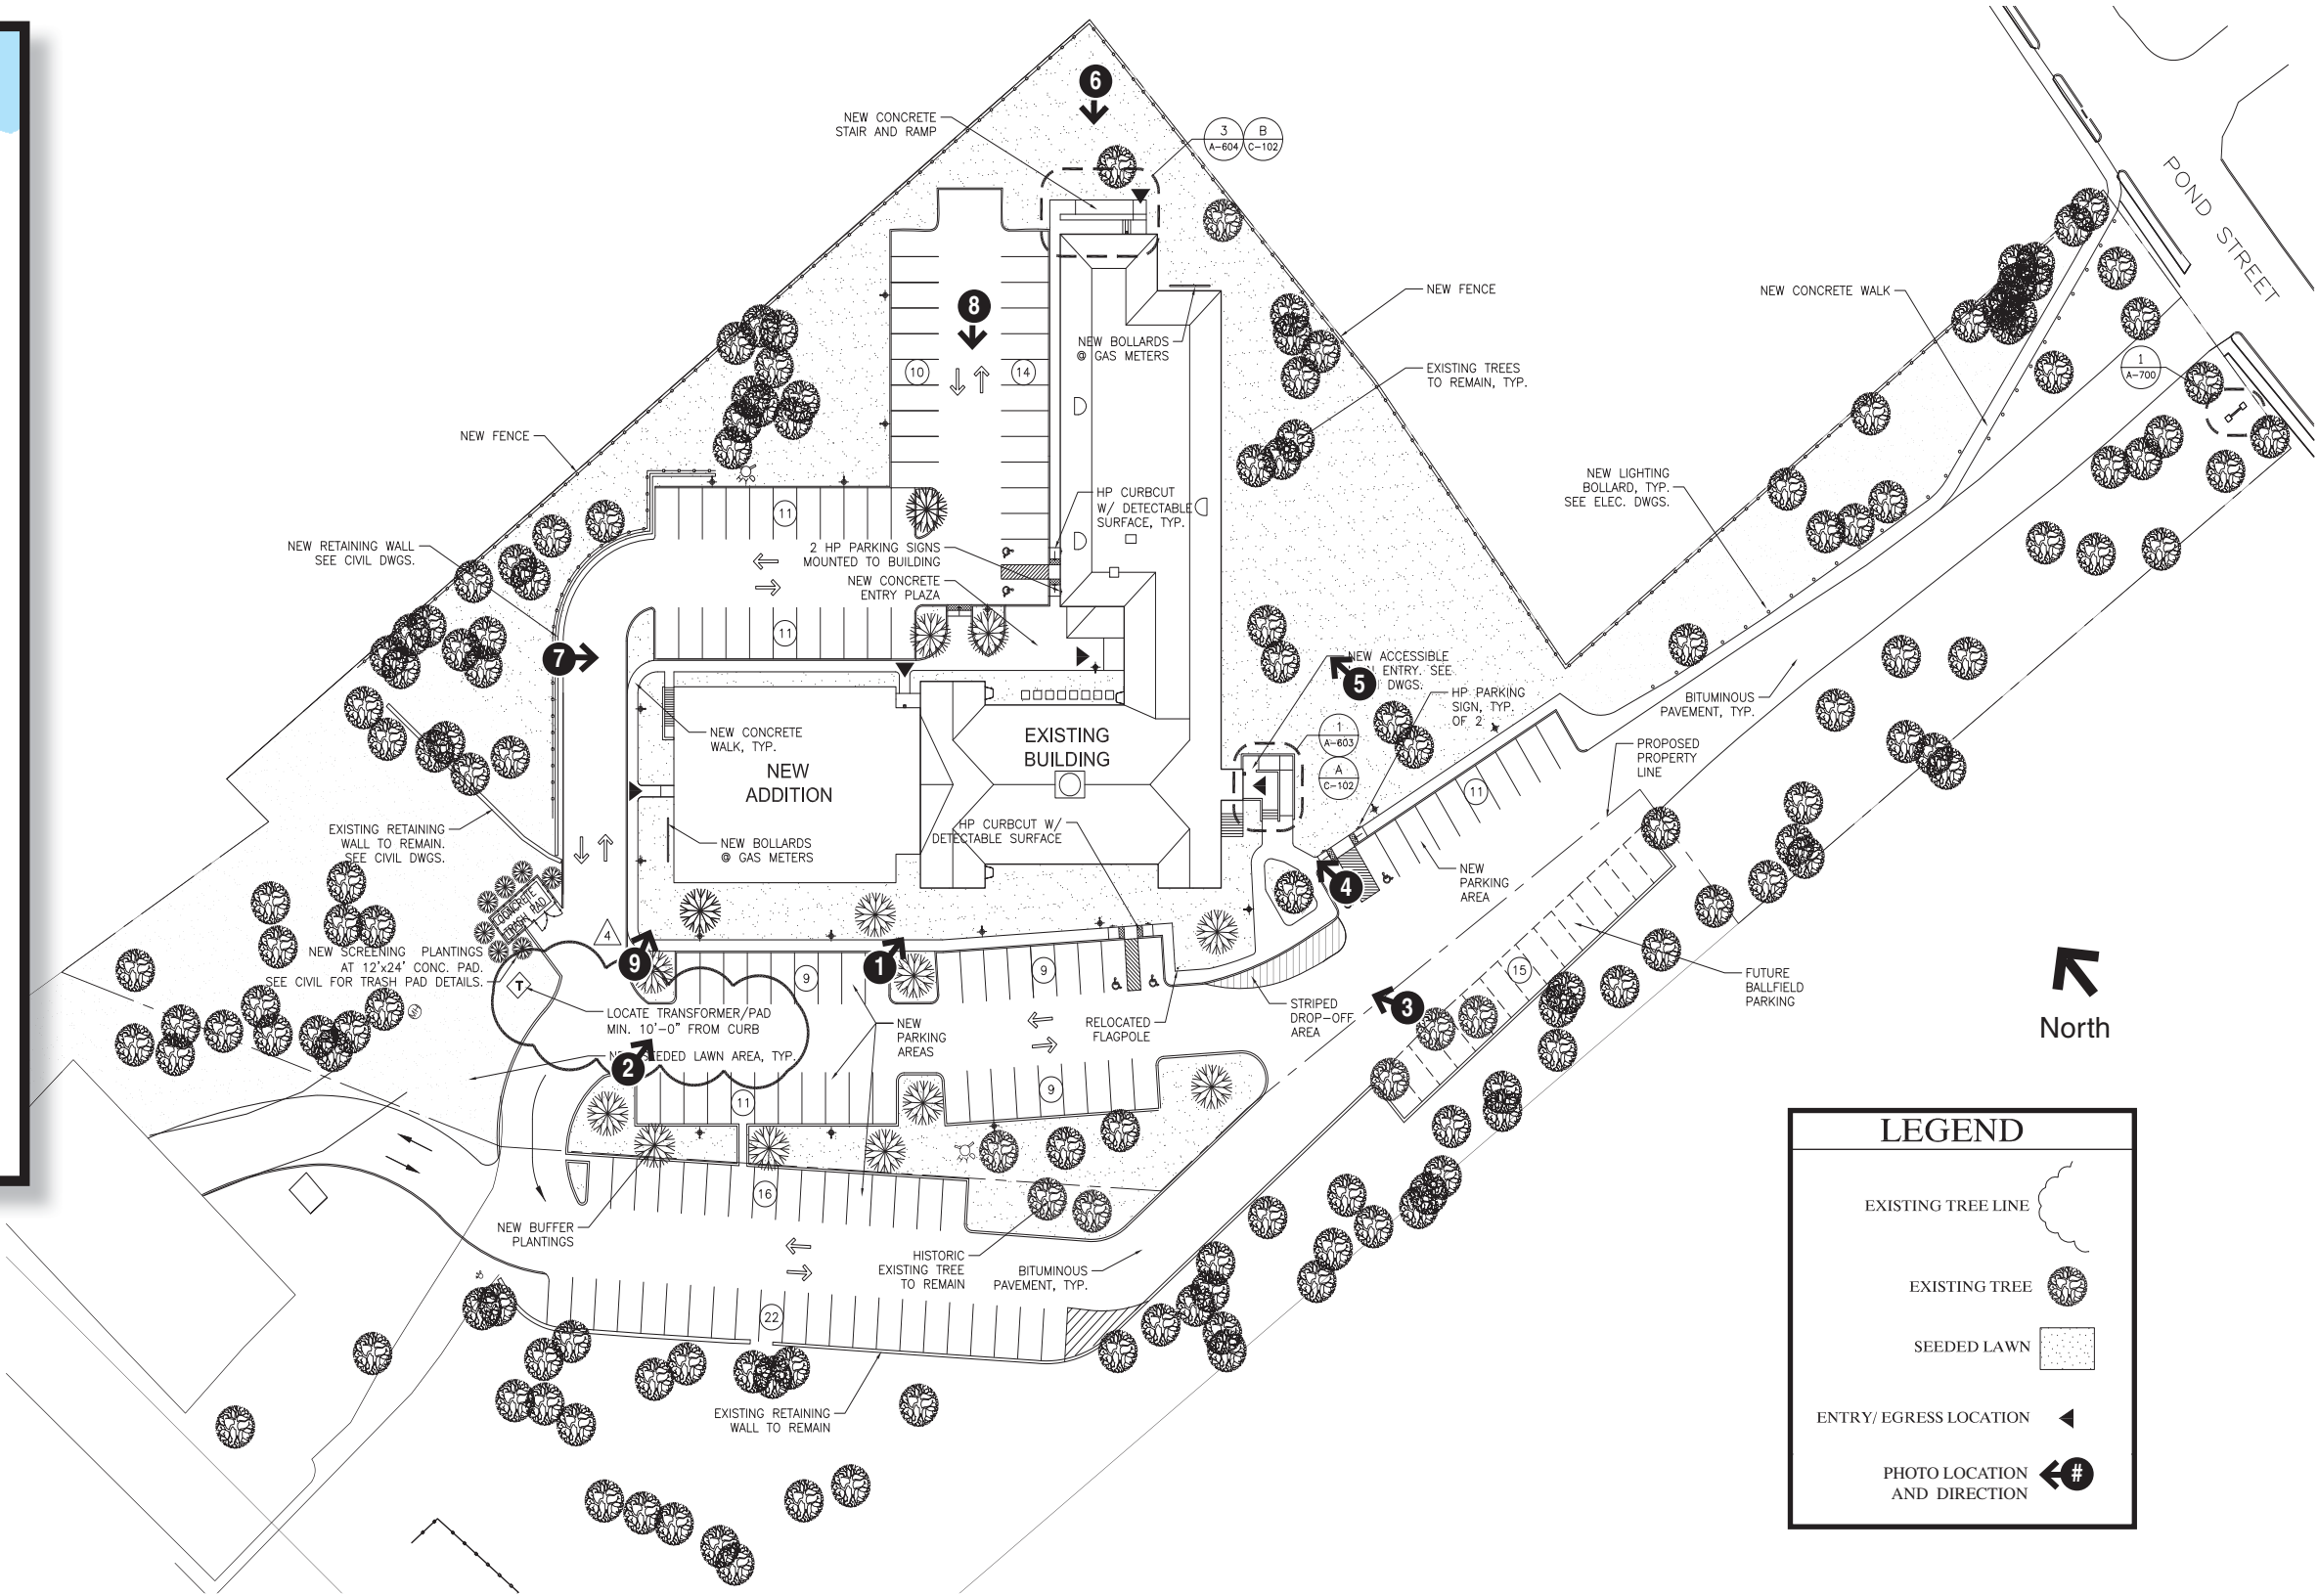 6
NEW CONCRETE
STAIR AND RAMP
3
A-604
B
C-102
POND STREET
8
NEW FENCE
NEW CONCRETE WALK
NEW BOLLARDS
@ GAS METERS
10
14
1
A-700
EXISTING TREES
TO REMAIN, TYP.
NEW FENCE
NEW LIGHTING
BOLLARD, TYP.
SEE ELEC. DWGS.
HP CURBCUT
W/ DETECTABLE
SURFACE, TYP.
11
NEW RETAINING WALL
SEE CIVIL DWGS.
2 HP PARKING SIGNS
MOUNTED TO BUILDING
NEW CONCRETE
ENTRY PLAZA
11
7
NEW ACCESSIBLE
ENTRY. SEE
DWGS.
5
HP PARKING
SIGN, TYP.
OF 2
BITUMINOUS
PAVEMENT, TYP.
NEW CONCRETE
WALK, TYP.
NEW
ADDITION
EXISTING
BUILDING
1
A-603
A
C-102
PROPOSED
PROPERTY
LINE
11
EXISTING RETAINING
WALL TO REMAIN.
SEE CIVIL DWGS.
NEW BOLLARDS
@ GAS METERS
HP CURBCUT W/
DETECTABLE SURFACE
NEW
PARKING
AREA
4
CONCRETE
TRASH PAD
4
NEW SCREENING PLANTINGS
AT 12'x24' CONC. PAD.
SEE CIVIL FOR TRASH PAD DETAILS.
9
1
9
9
15
FUTURE
BALLFIELD
PARKING
T
LOCATE TRANSFORMER/PAD
MIN. 10'-0" FROM CURB
NEW
PARKING
AREAS
RELOCATED
FLAGPOLE
STRIPED
DROP-OFF
AREA
3
North
SEEDED LAWN AREA, TYP.
2
11
9
16
NEW BUFFER
PLANTINGS
HISTORIC
EXISTING TREE
TO REMAIN
BITUMINOUS
PAVEMENT, TYP.
22
EXISTING RETAINING
WALL TO REMAIN
LEGEND
EXISTING TREE LINE
EXISTING TREE
SEEDED LAWN
ENTRY/ EGRESS LOCATION
PHOTO LOCATION
AND DIRECTION
#